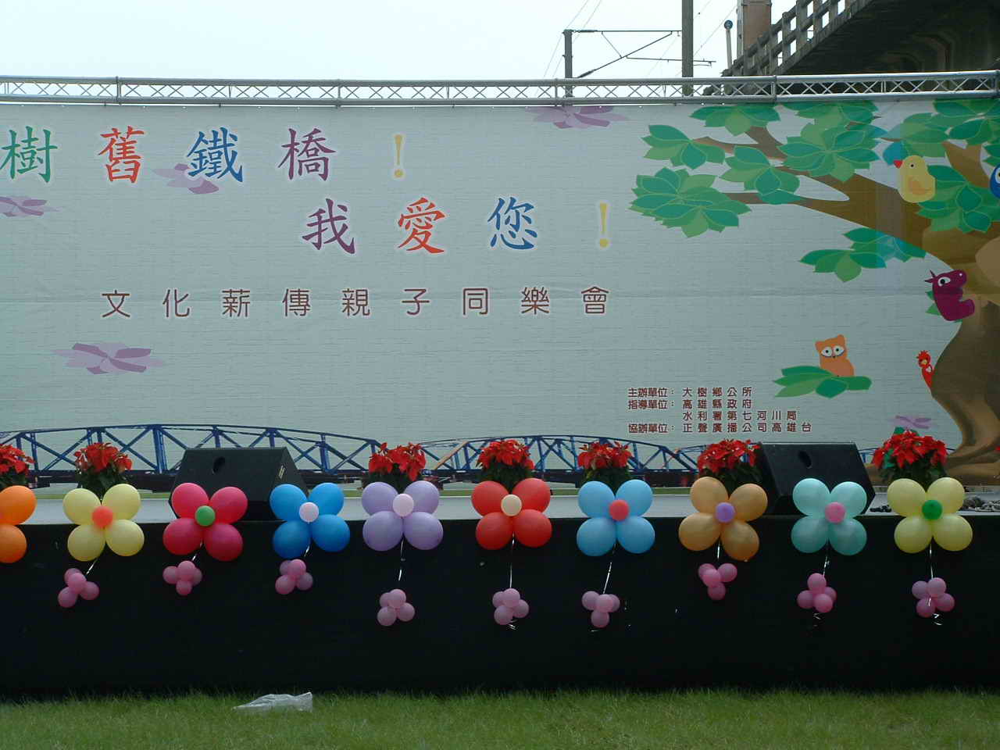 樹舊鐵橋！
我愛您！
文化薪傳親子同樂會
主辦單位：大樹鄉公所
指導單位：高雄縣政府
水利署第七河川局
協辦單位：正聲廣播公司高雄台